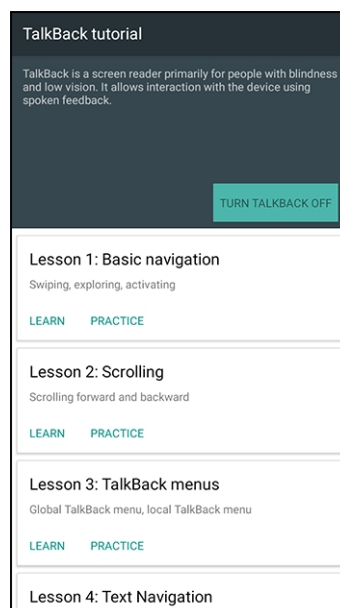 TalkBack tutorial
TalkBack is a screen reader primarily for people with blindness
and low vision. It allows interaction with the device using
spoken feedback.
TURN TALKBACK OFF
Lesson 1: Basic navigation
Swiping, exploring, activating
LEARN PRACTICE
Lesson 2: Scrolling
Scrolling forward and backward
LEARN PRACTICE
Lesson 3: TalkBack menus
Global TalkBack menu, local TalkBack menu
LEARN PRACTICE
Lesson 4: Text Navigation